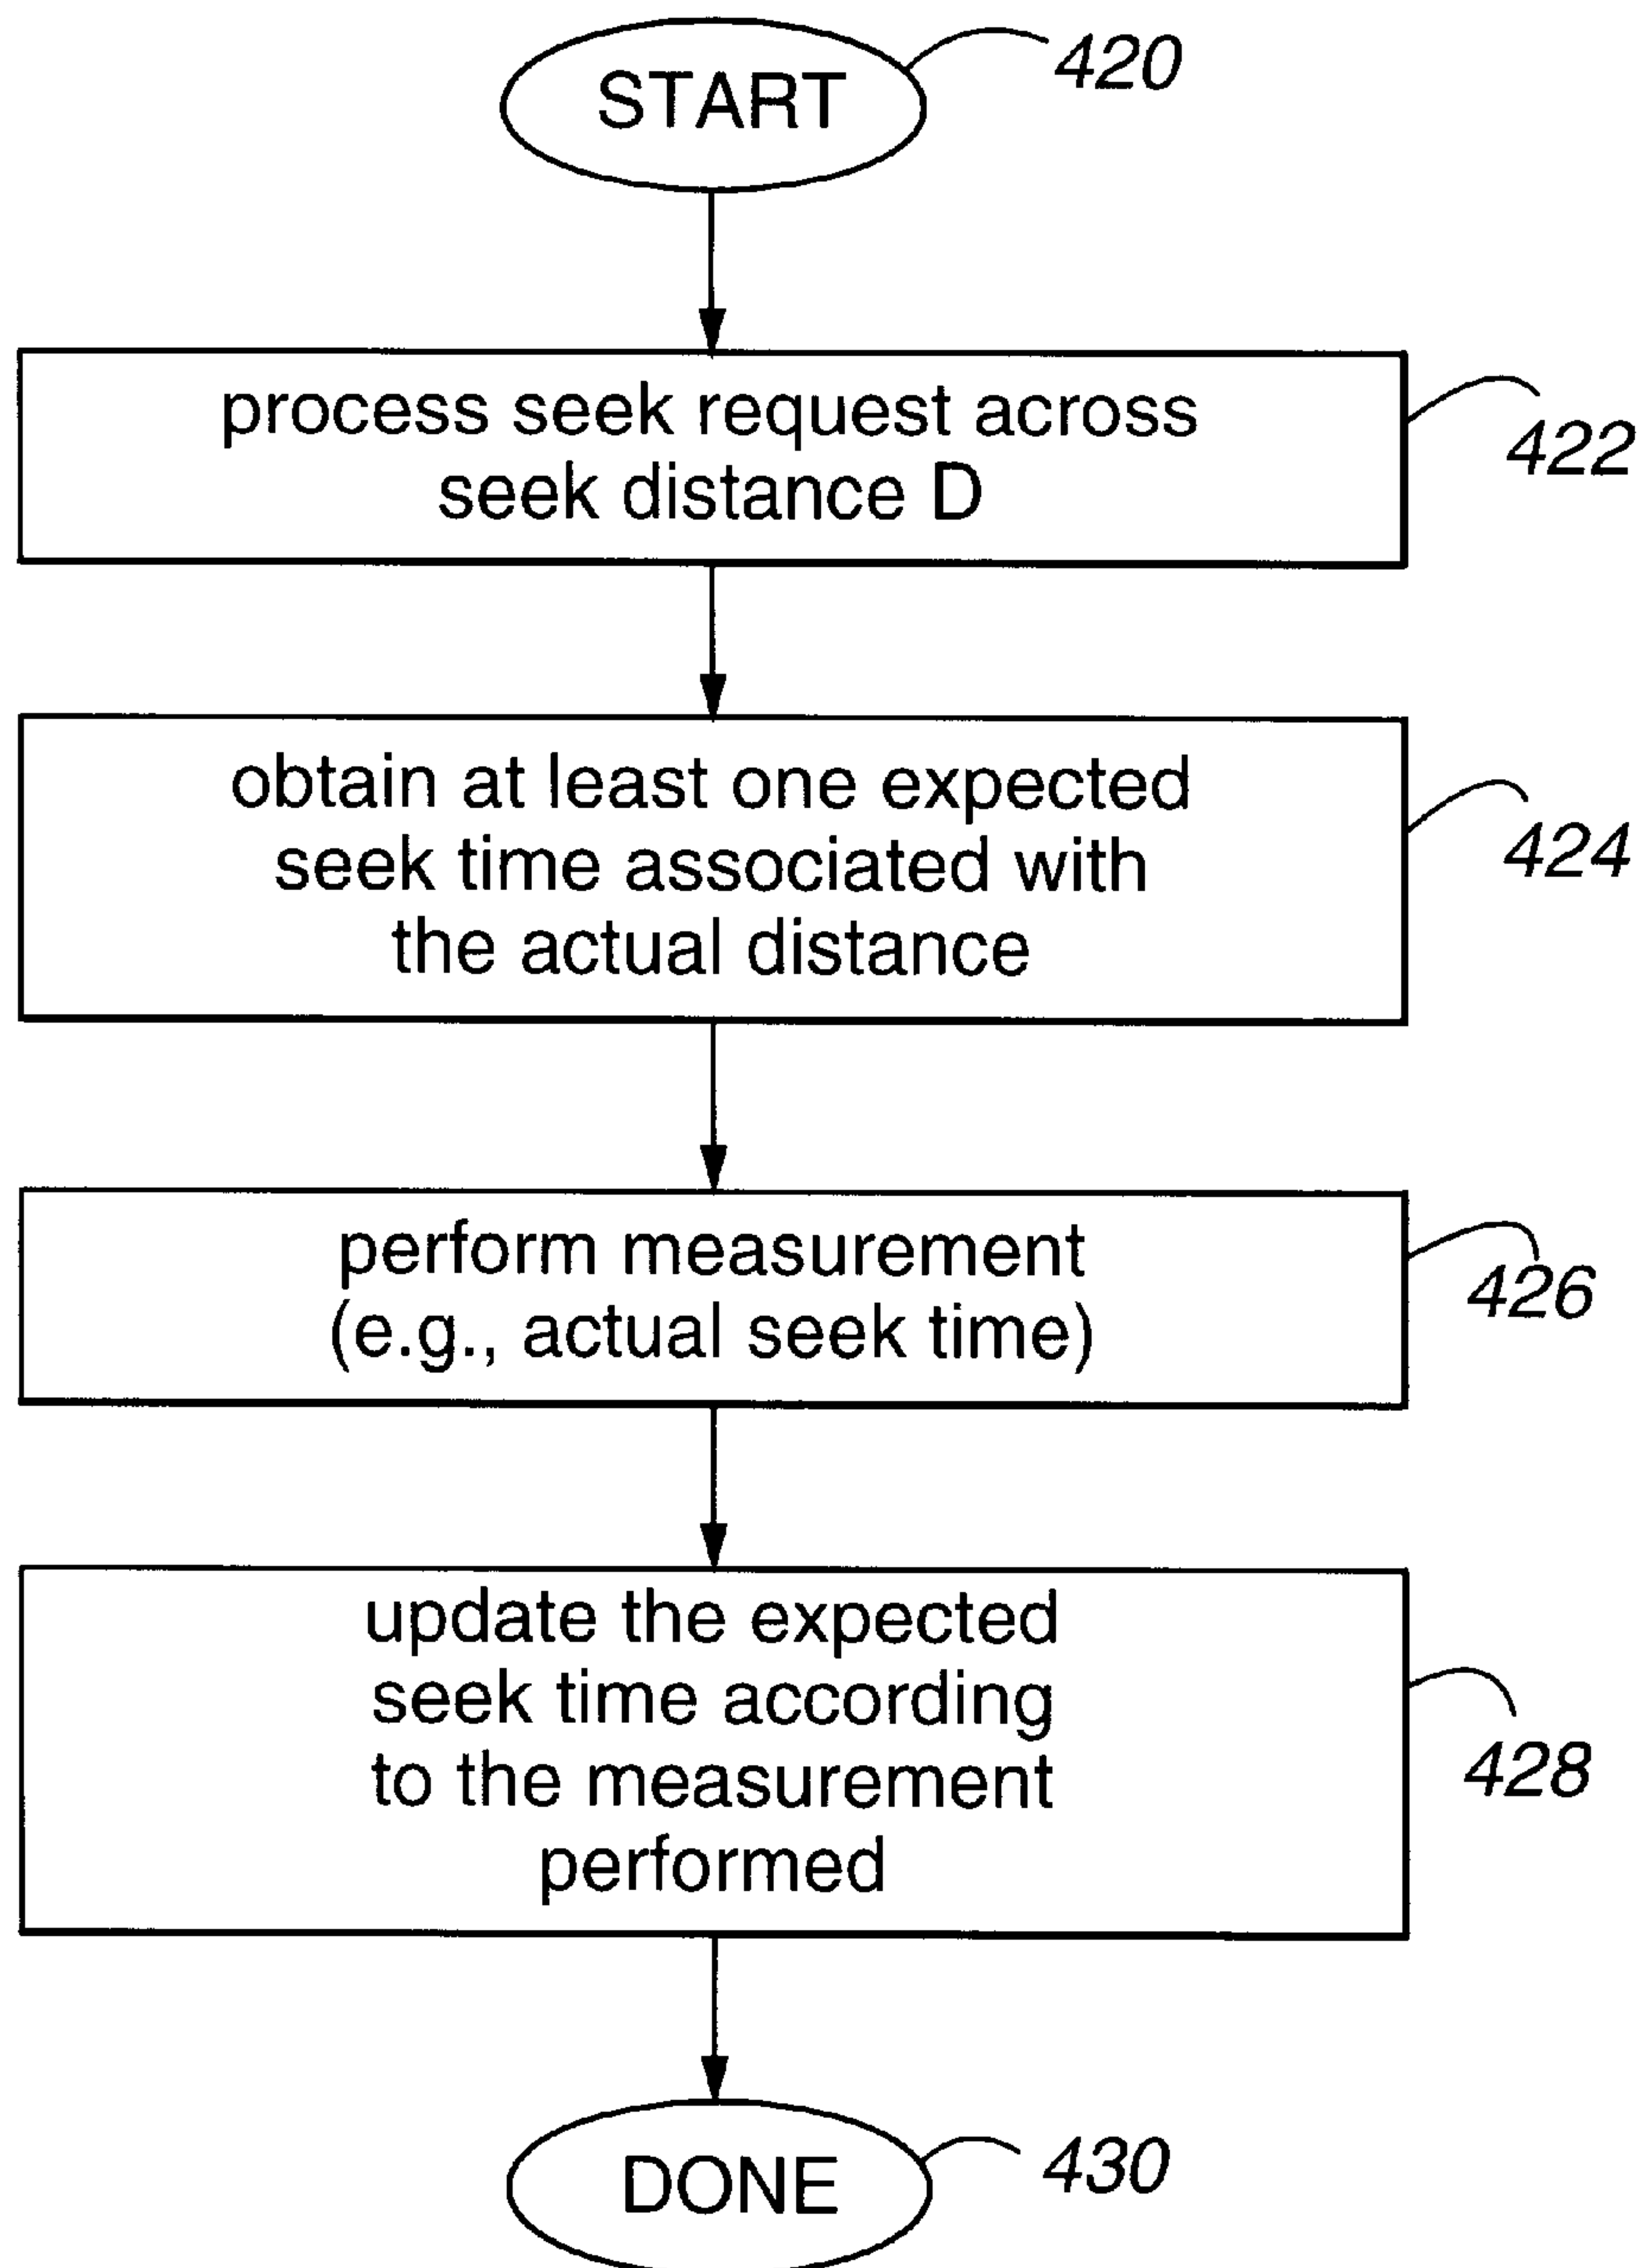 START
420
process seek request across
seek distance D
422
obtain at least one expected
seek time associated with
the actual distance
424
perform measurement
(e.g., actual seek time)
426
update the expected
seek time according
to the measurement
performed
428
DONE
430